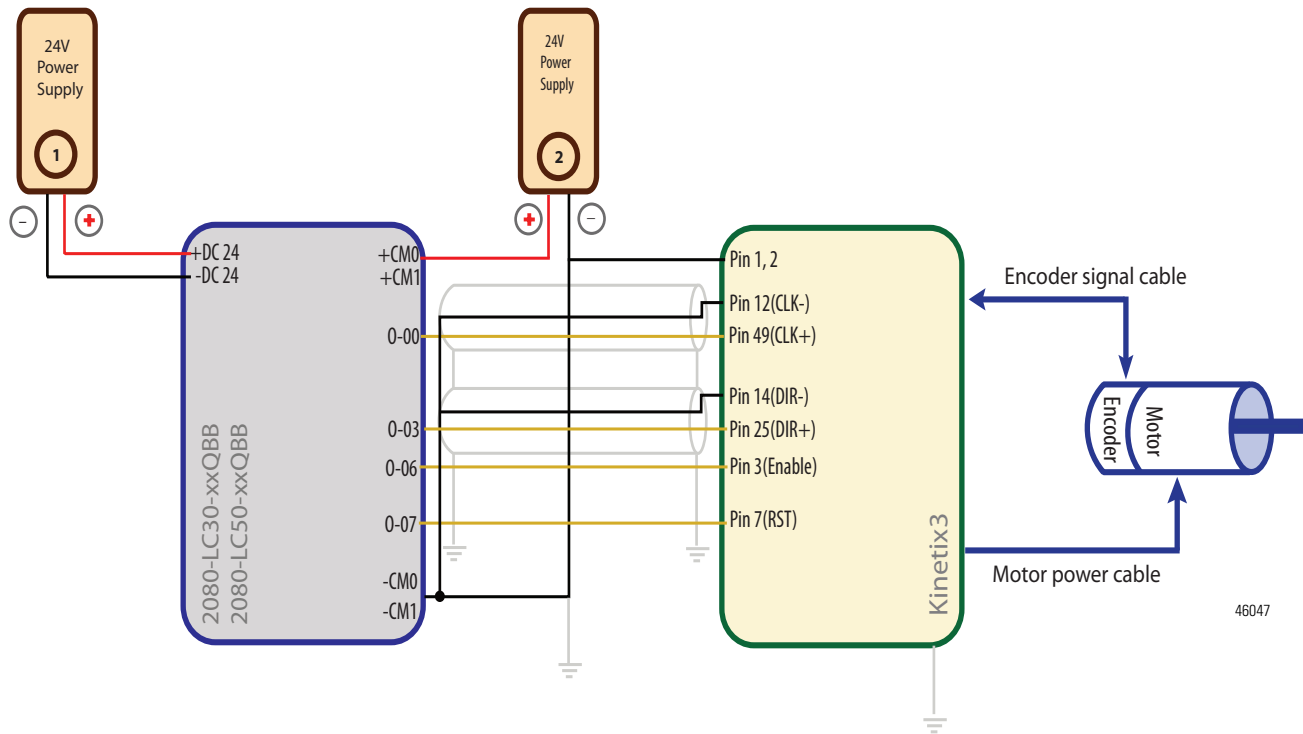 24V
Power
Supply
1
24V
Power
Supply
2
–
+
+
–
+DC 24
-DC 24
+CM0
+CM1
0-00
0-03
0-06
0-07
-CM0
-CM1
2080-LC30-xxQBB
2080-LC50-xxQBB
Pin 1, 2
Pin 12(CLK-)
Pin 49(CLK+)
Pin 14(DIR-)
Pin 25(DIR+)
Pin 3(Enable)
Pin 7(RST)
Kinetix3
Encoder signal cable
Encoder
Motor
Motor power cable
46047